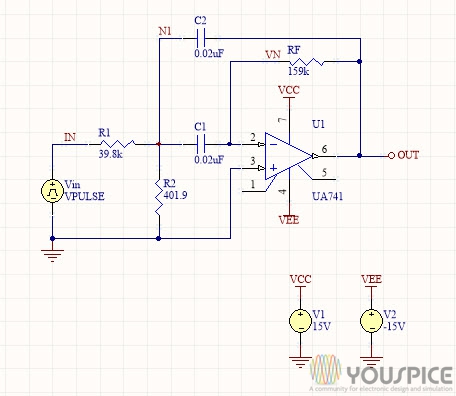 C2
N1
0.02uF
VN
RF
159k
VCC
7
U1
IN
R1
39.8k
C1
0.02uF
2
3
6
OUT
5
1
4
UA741
VEE
Vin
VPULSE
R2
401.9
VCC
VEE
V1
15V
V2
-15V
YOUSPICE
A community for electronic design and simulation